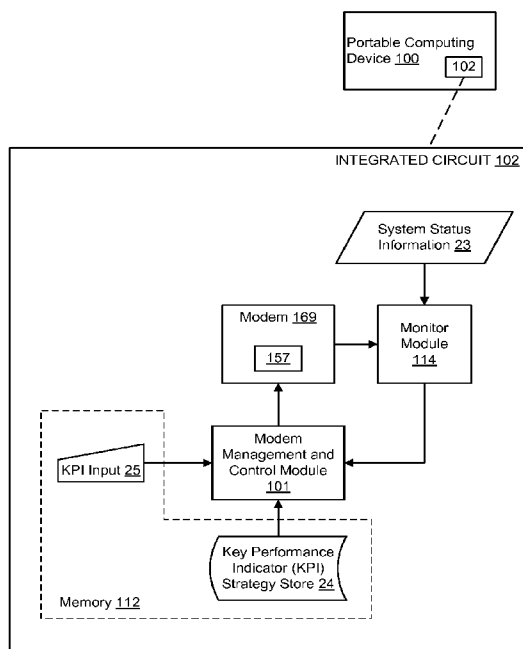 Portable Computing
Device 100
102
INTEGRATED CIRCUIT 102
System Status
Information 23
Modem 169
157
Monitor
Module
114
Modem
Management and
Control Module
101
KPI Input 25
Key Performance
Indicator (KPI)
Strategy Store 24
Memory 112